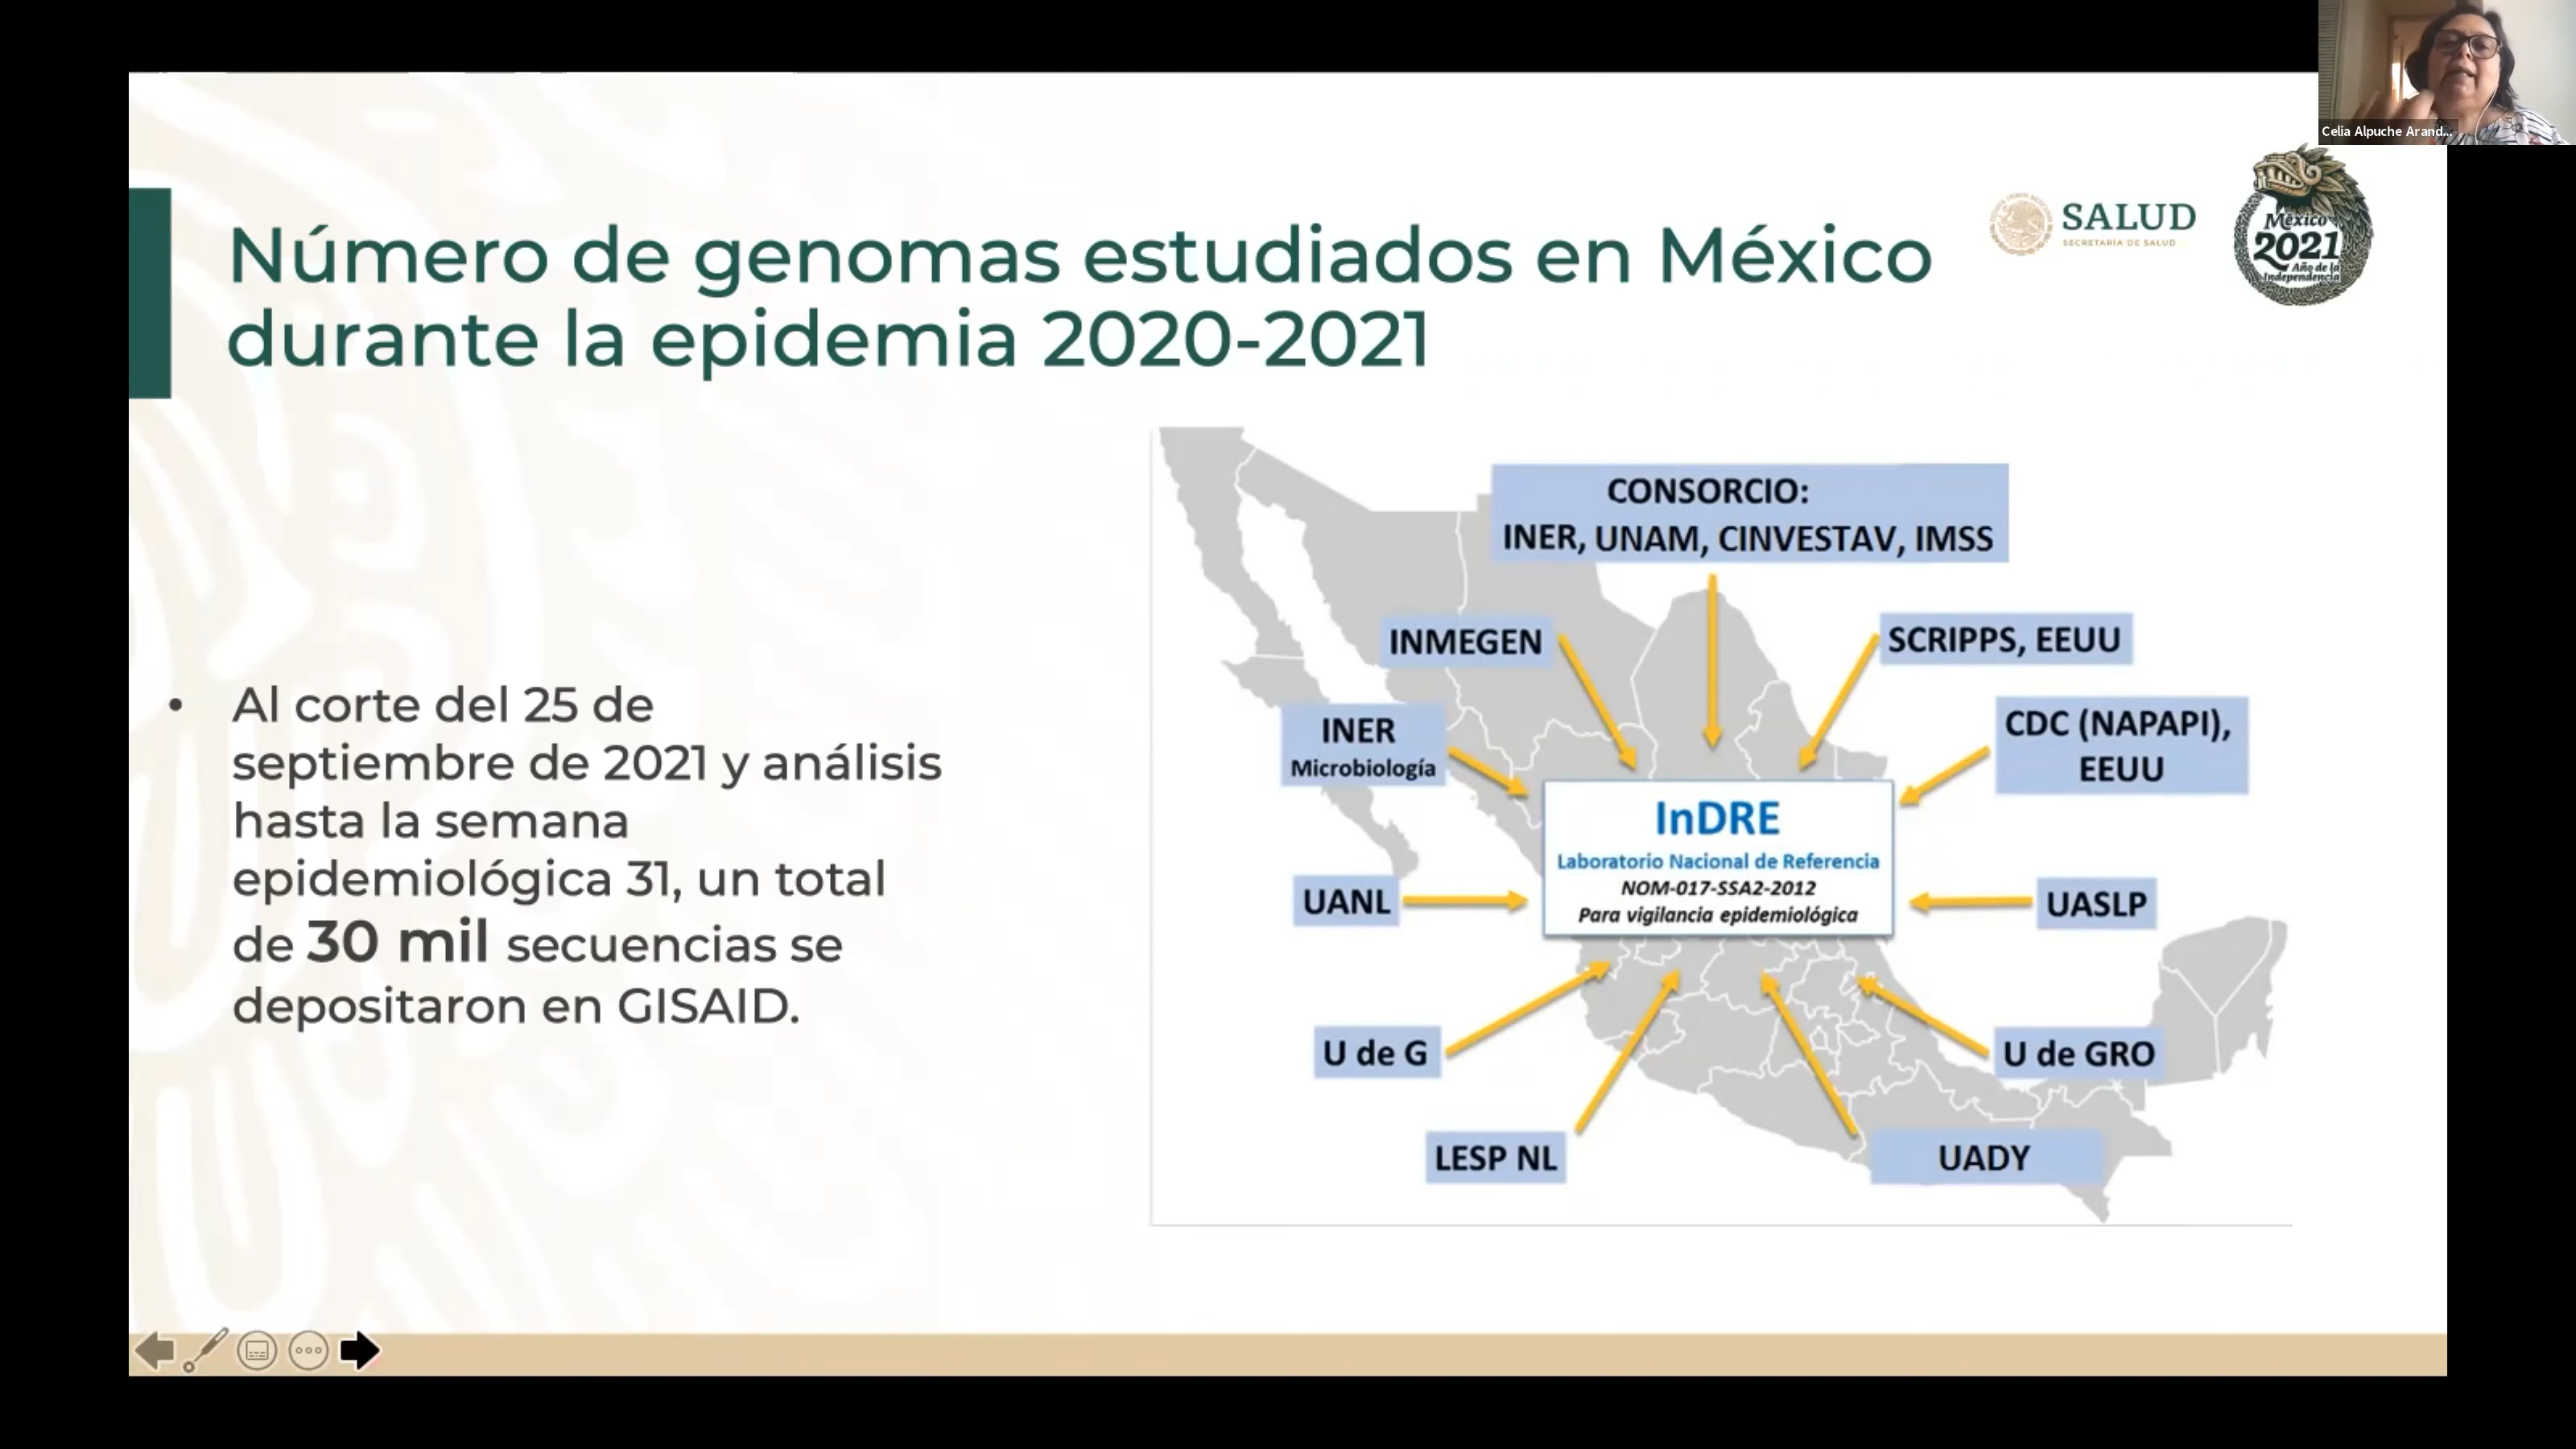 Celia Alpuche Arand...
SALUD
SECRETARÍA DE SALUD
México
2021
Año de la
Independencia
Número de genomas estudiados en México
durante la epidemia 2020-2021
• Al corte del 25 de
septiembre de 2021 y análisis
hasta la semana
epidemiológica 31, un total
de 30 mil secuencias se
depositaron en GISAID.
CONSORCIO:
INER, UNAM, CINVESTAV, IMSS
INMEGEN
SCRIPPS, EEUU
INER
Microbiología
CDC (NAPAPI),
EEUU
InDRE
Laboratorio Nacional de Referencia
NOM-017-SSA2-2012
Para vigilancia epidemiológica
UANL
UASLP
U de G
U de GRO
LESP NL
UADY